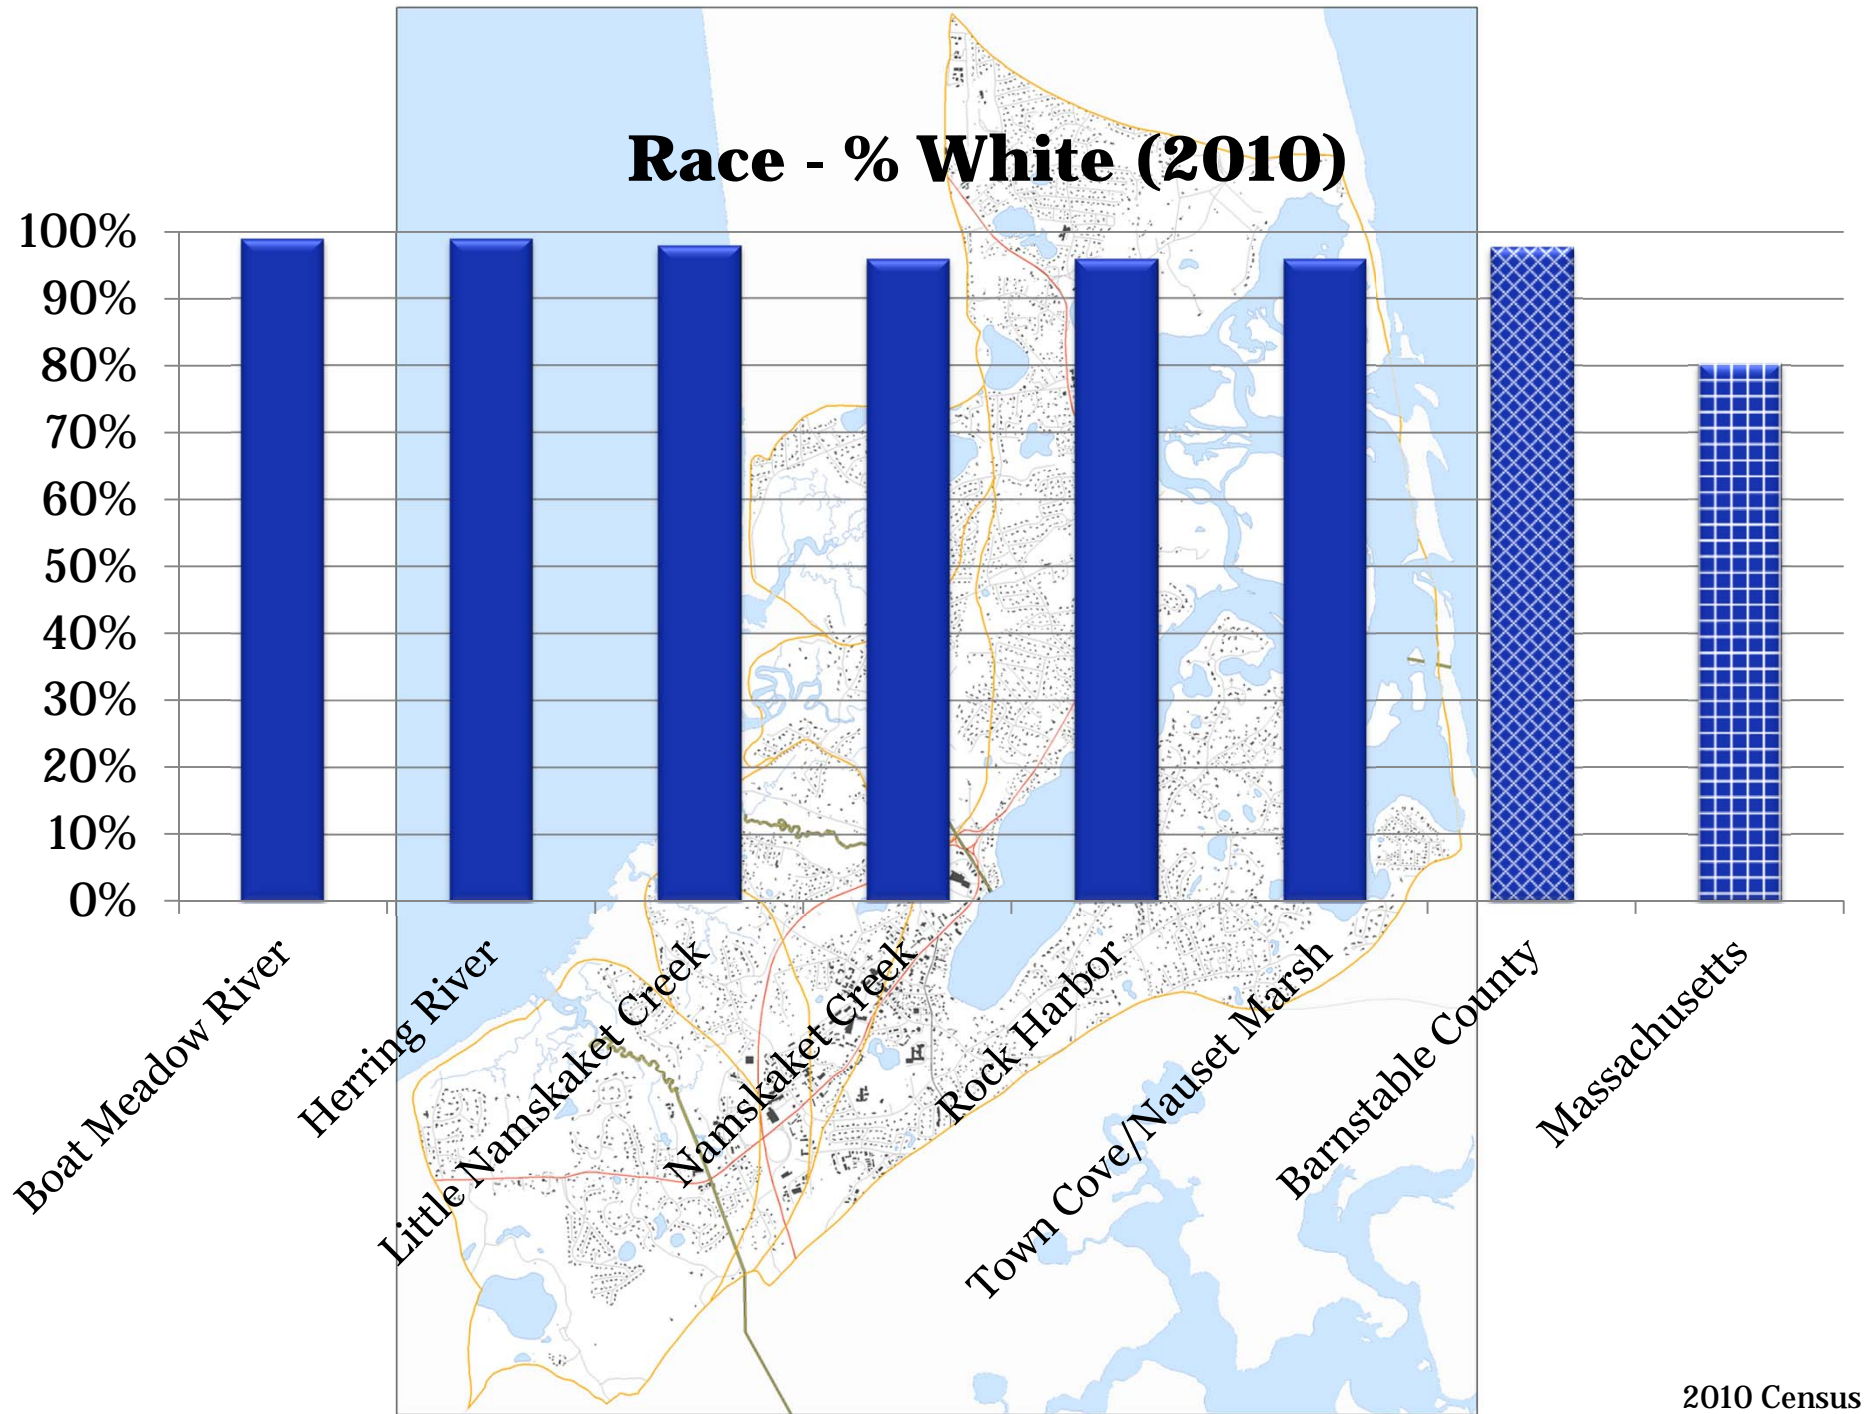 Race - % White (2010)
100%
90%
80%
70%
60%
50%
40%
30%
20%
10%
0%
Boat Meadow River
Herring River
Little Namskaket Creek
Namskaket Creek
Rock Harbor
Town Cove/Nauset Marsh
Barnstable County
Massachusetts
2010 Census